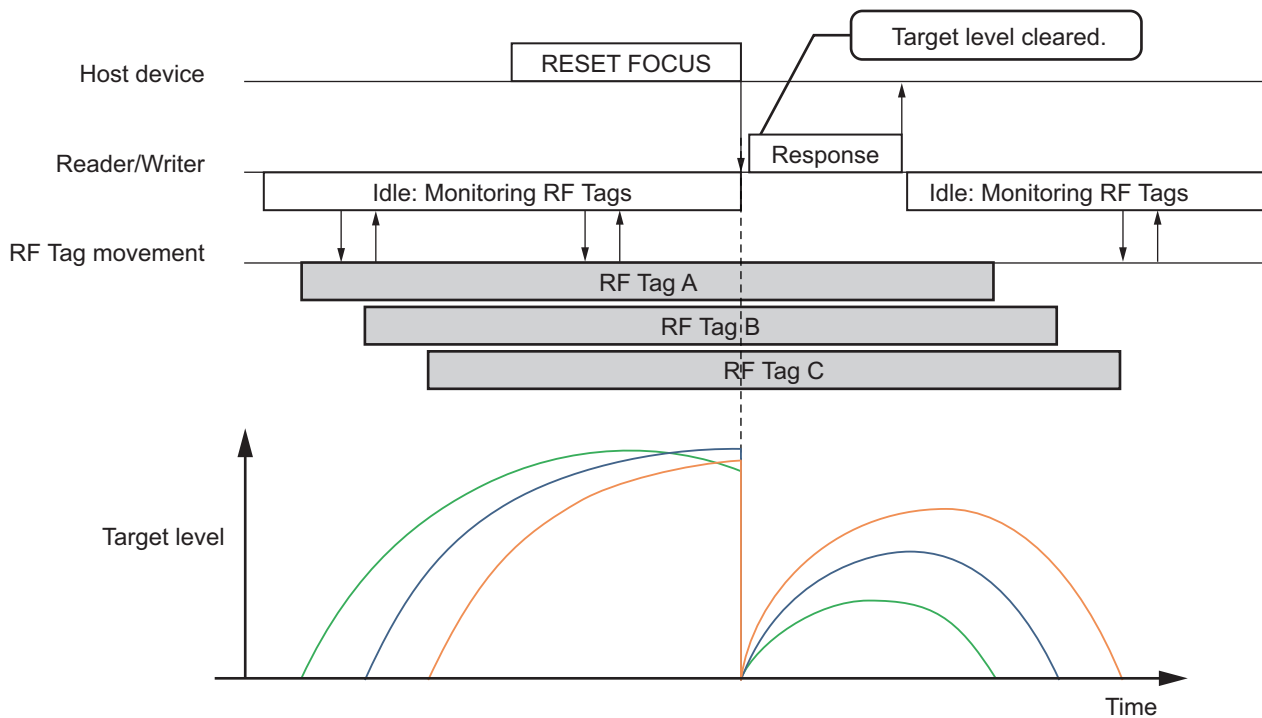 Target level cleared.
RESET FOCUS
Host device
Response
Reader/Writer
Idle: Monitoring RF Tags
Idle: Monitoring RF Tags
RF Tag movement
RF Tag A
RF Tag B
RF Tag C
Target level
Time